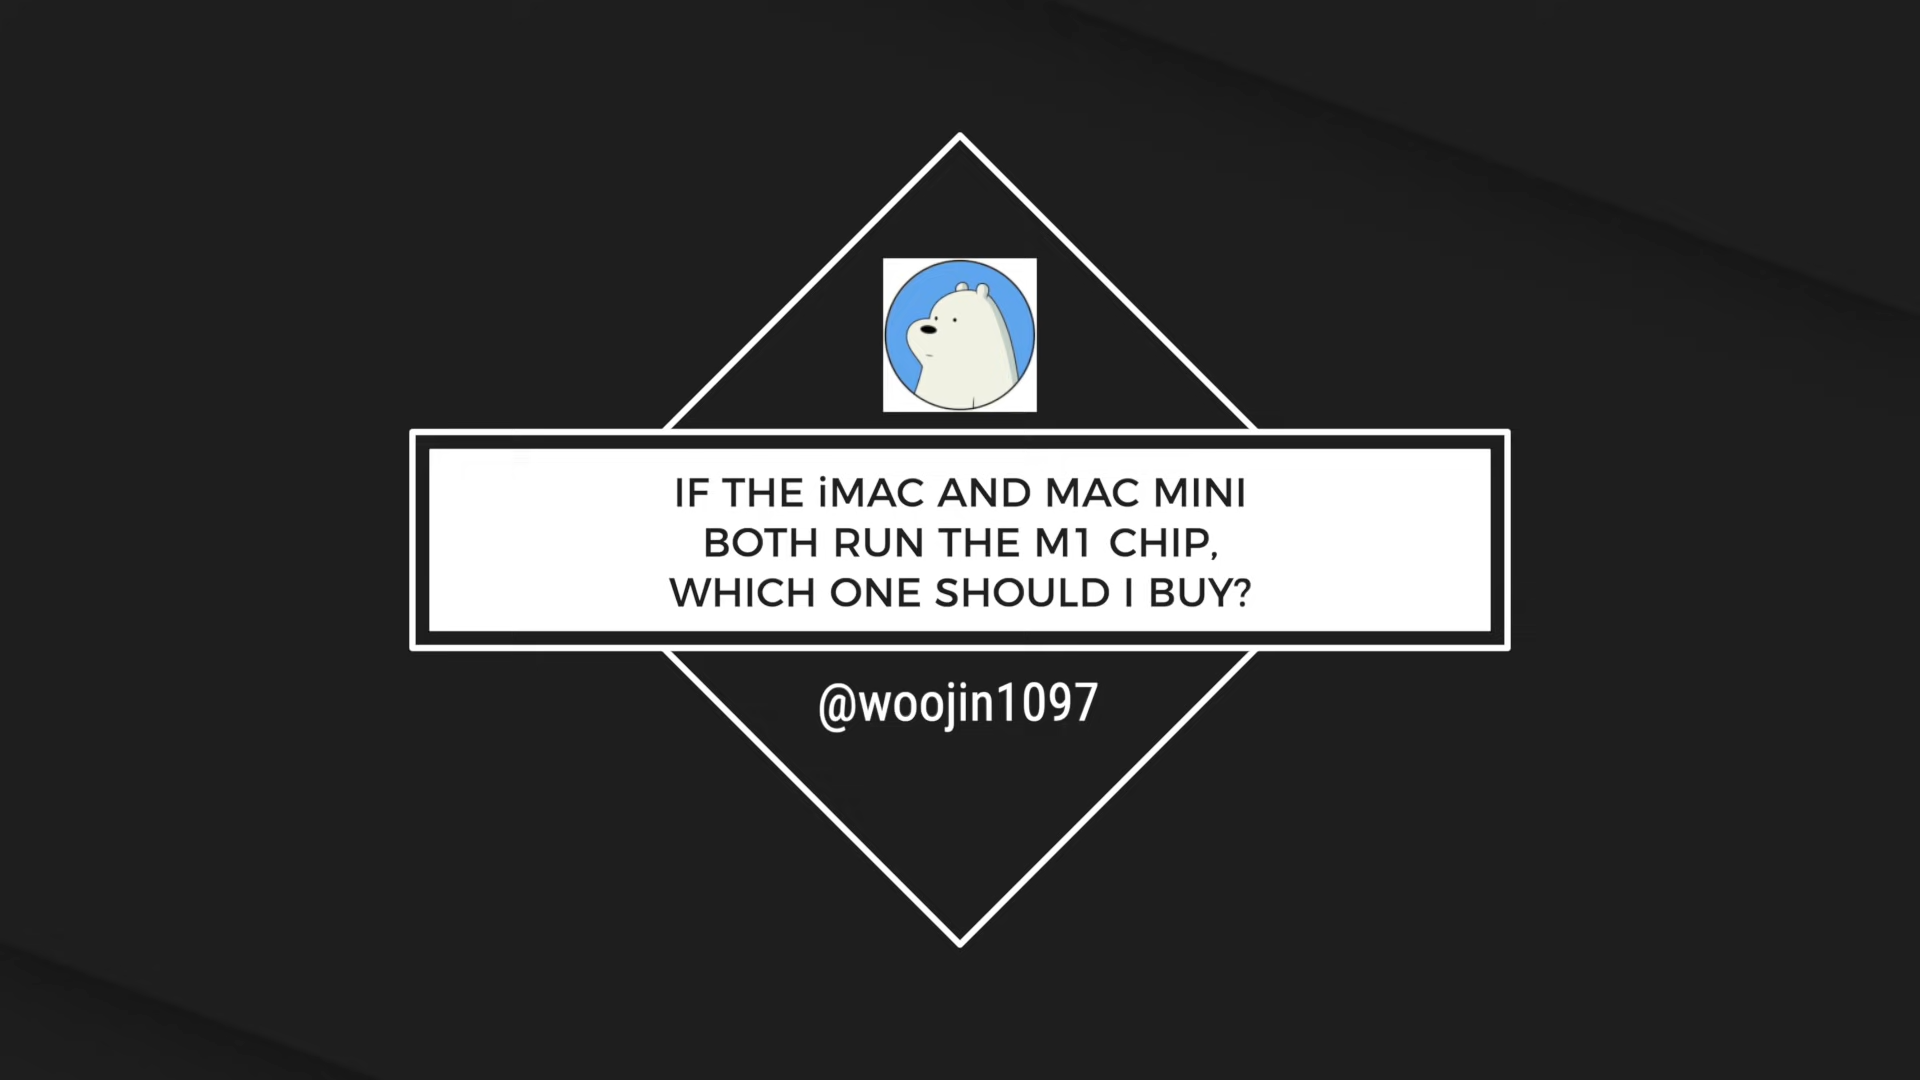 IF THE iMAC AND MAC MINI
BOTH RUN THE M1 CHIP,
WHICH ONE SHOULD I BUY?
@woojin1097